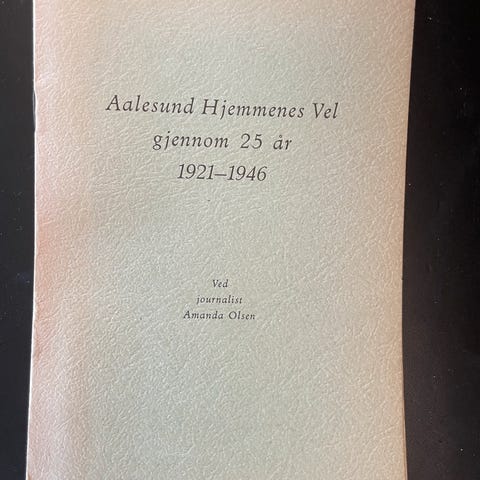 Aalesund Hjemmenes Vel
gjennom 25 år
1921–1946
Ved
journalist
Amanda Olsen